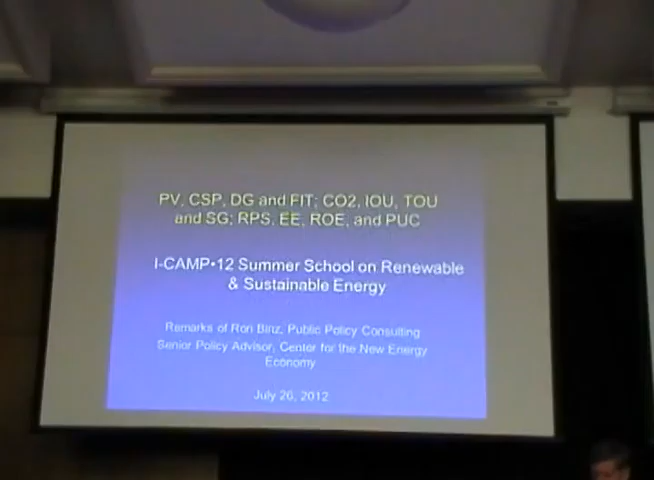 PV, CSP, DG and FIT; CO2, IOU, TOU
and SG; RPS, EE, ROE, and PUC
I-CAMP•12 Summer School on Renewable
& Sustainable Energy
Remarks of Ron Binz, Public Policy Consulting
Senior Policy Advisor, Center for the New Energy
Economy
July 26, 2012